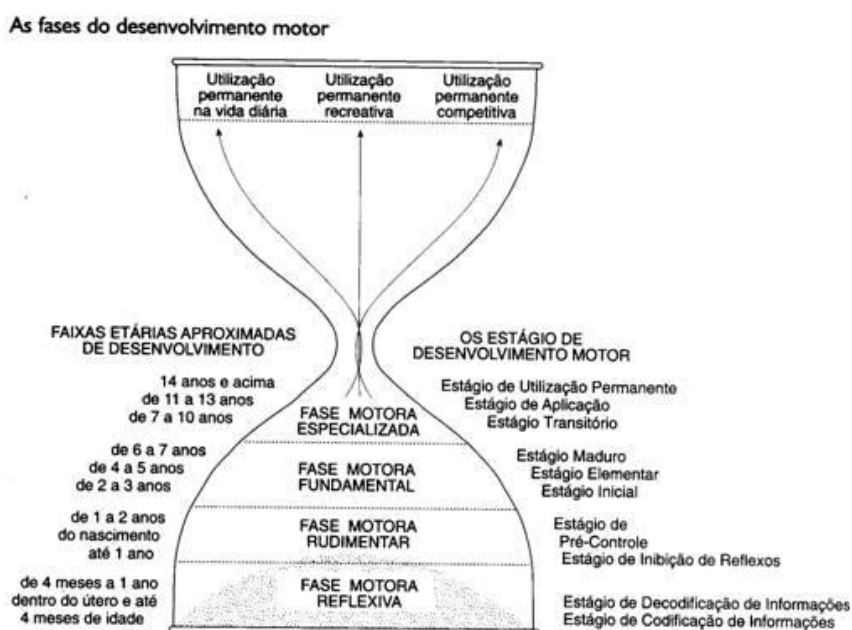 As fases do desenvolvimento motor
Utilização
permanente
na vida diária
Utilização
permanente
recreativa
Utilização
permanente
competitiva
FAIXAS ETÁRIAS APROXIMADAS
DE DESENVOLVIMENTO
OS ESTÁGIO DE
DESENVOLVIMENTO MOTOR
14 anos e acima
de 11 a 13 anos
de 7 a 10 anos
FASE MOTORA
ESPECIALIZADA
Estágio de Utilização Permanente
Estágio de Aplicação
Estágio Transitório
de 6 a 7 anos
de 4 a 5 anos
de 2 a 3 anos
FASE MOTORA
FUNDAMENTAL
Estágio Maduro
Estágio Elementar
Estágio Inicial
de 1 a 2 anos
do nascimento
até 1 ano
FASE MOTORA
RUDIMENTAR
Estágio de
Pré-Controle
Estágio de Inibição de Reflexos
de 4 meses a 1 ano
dentro do útero e até
4 meses de idade
FASE MOTORA
REFLEXIVA
Estágio de Decodificação de Informações
Estágio de Codificação de Informações